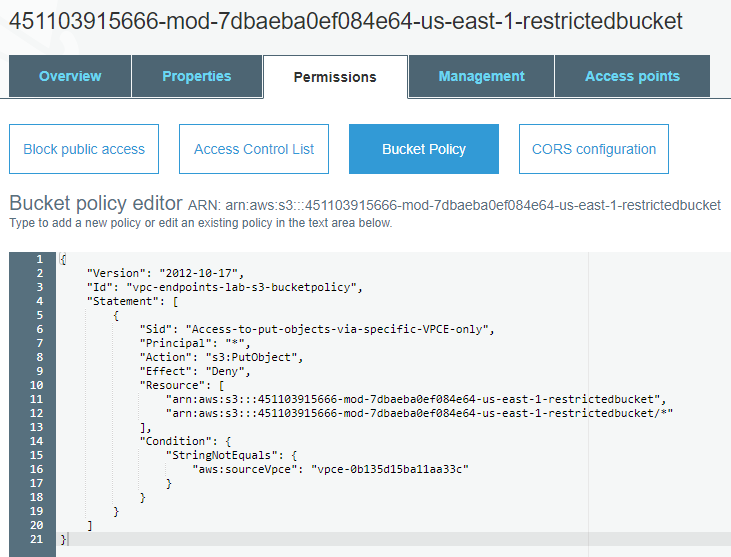 451103915666-mod-7dbaeba0ef084e64-us-east-1-restrictedbucket
Overview Properties Permissions Management Access points
Block public access Access Control List Bucket Policy CORS configuration
Bucket policy editor ARN: arn:aws:s3:::451103915666-mod-7dbaeba0ef084e64-us-east-1-restrictedbucket
Type to add a new policy or edit an existing policy in the text area below.
1 {
2 "Version": "2012-10-17",
3 "Id": "vpc-endpoints-lab-s3-bucketpolicy",
4 "Statement": [
5 {
6 "Sid": "Access-to-put-objects-via-specific-VPCE-only",
7 "Principal": "*",
8 "Action": "s3:PutObject",
9 "Effect": "Deny",
10 "Resource": [
11 "arn:aws:s3:::451103915666-mod-7dbaeba0ef084e64-us-east-1-restrictedbucket",
12 "arn:aws:s3:::451103915666-mod-7dbaeba0ef084e64-us-east-1-restrictedbucket/*"
13 ],
14 "Condition": {
15 "StringNotEquals": {
16 "aws:sourceVpce": "vpce-0b135d15ba11aa33c"
17 }
18 }
19 }
20 ]
21 }